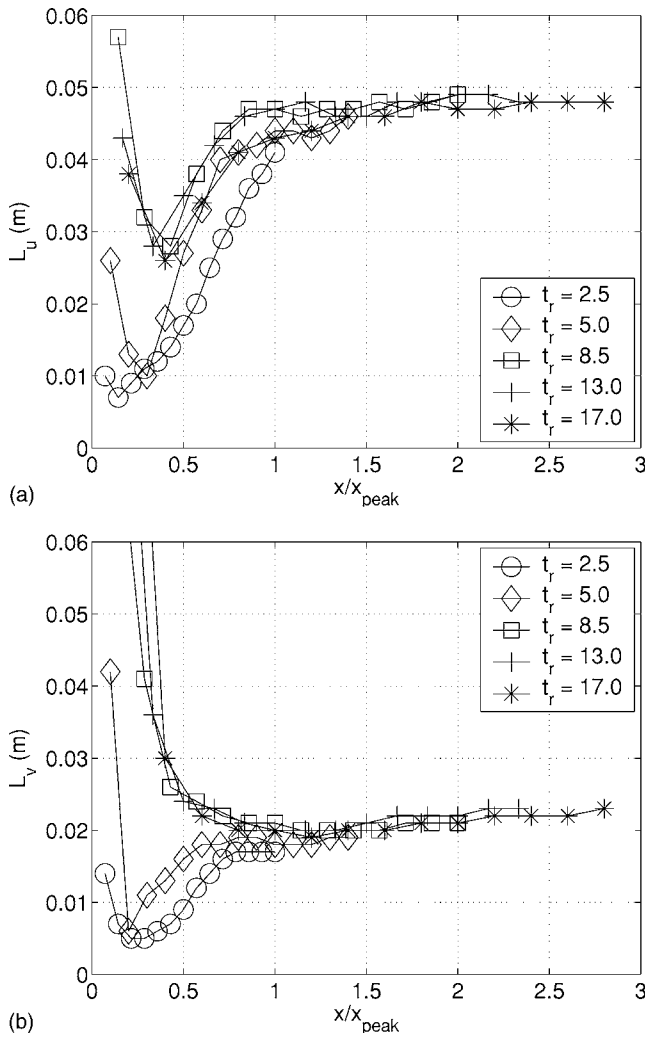 0.06
0.05
0.04
0.03
0.02
0.01
0
L_u (m)
t_r = 2.5
t_r = 5.0
t_r = 8.5
t_r = 13.0
t_r = 17.0
0 0.5 1 1.5 2 2.5 3
x/x_peak
(a)
0.06
0.05
0.04
0.03
0.02
0.01
0
L_v (m)
t_r = 2.5
t_r = 5.0
t_r = 8.5
t_r = 13.0
t_r = 17.0
0 0.5 1 1.5 2 2.5 3
x/x_peak
(b)